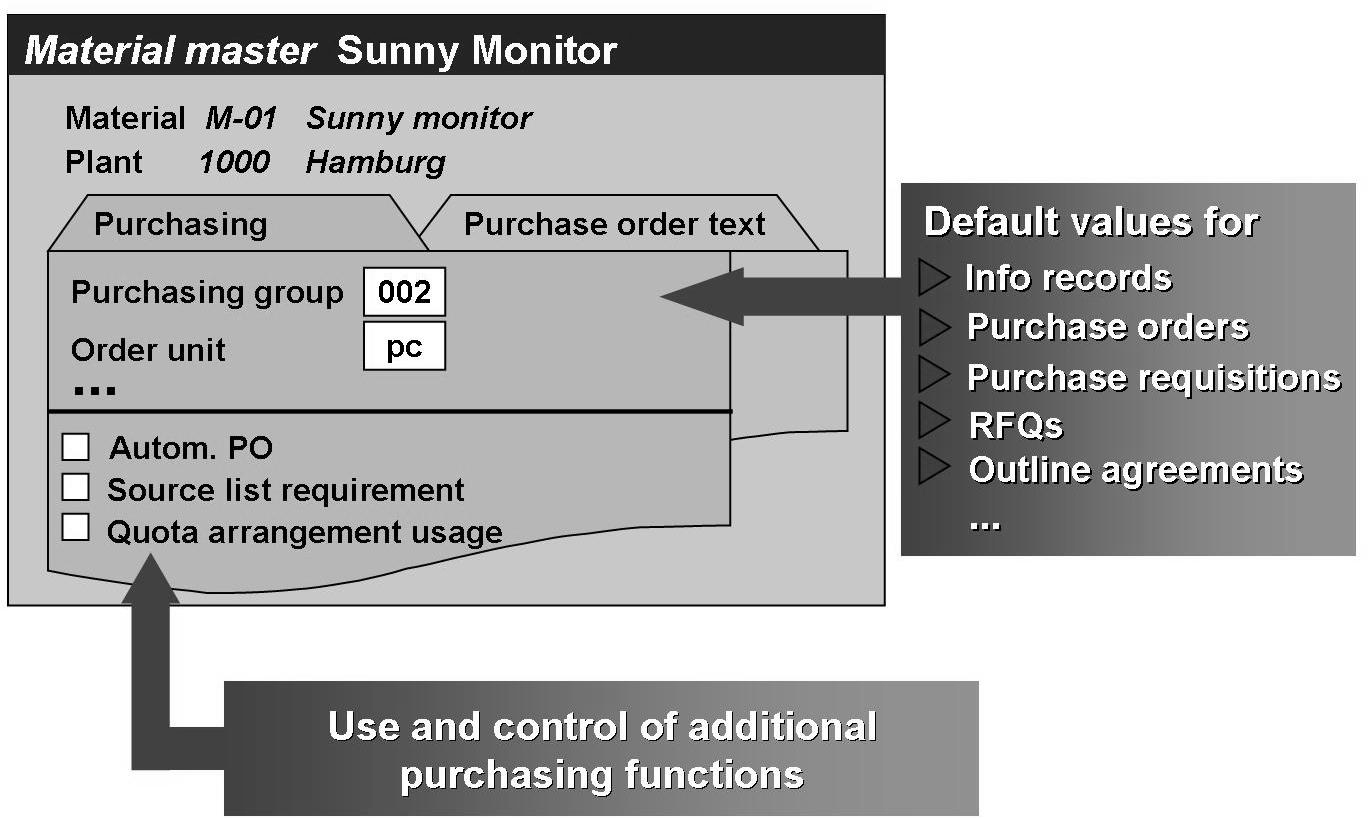 Material master Sunny Monitor
Material M-01 Sunny monitor
Plant 1000 Hamburg
Purchasing
Purchase order text
Purchasing group 002
Order unit pc
...
Autom. PO
Source list requirement
Quota arrangement usage
Default values for
Info records
Purchase orders
Purchase requisitions
RFQs
Outline agreements
...
Use and control of additional
purchasing functions